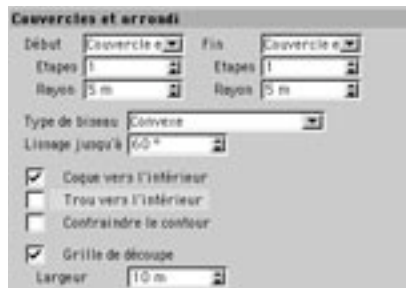 Couvercles et arrondi
Début Couvercle e Fin Couvercle e
Etapes 1 Etapes 1
Rayon 5 m Rayon 5 m
Type de biseau Convexe
Lissage jusqu'à 60 °
Coque vers l'intérieur
Trou vers l'intérieur
Contraindre le contour
Grille de découpe
Largeur 10 m